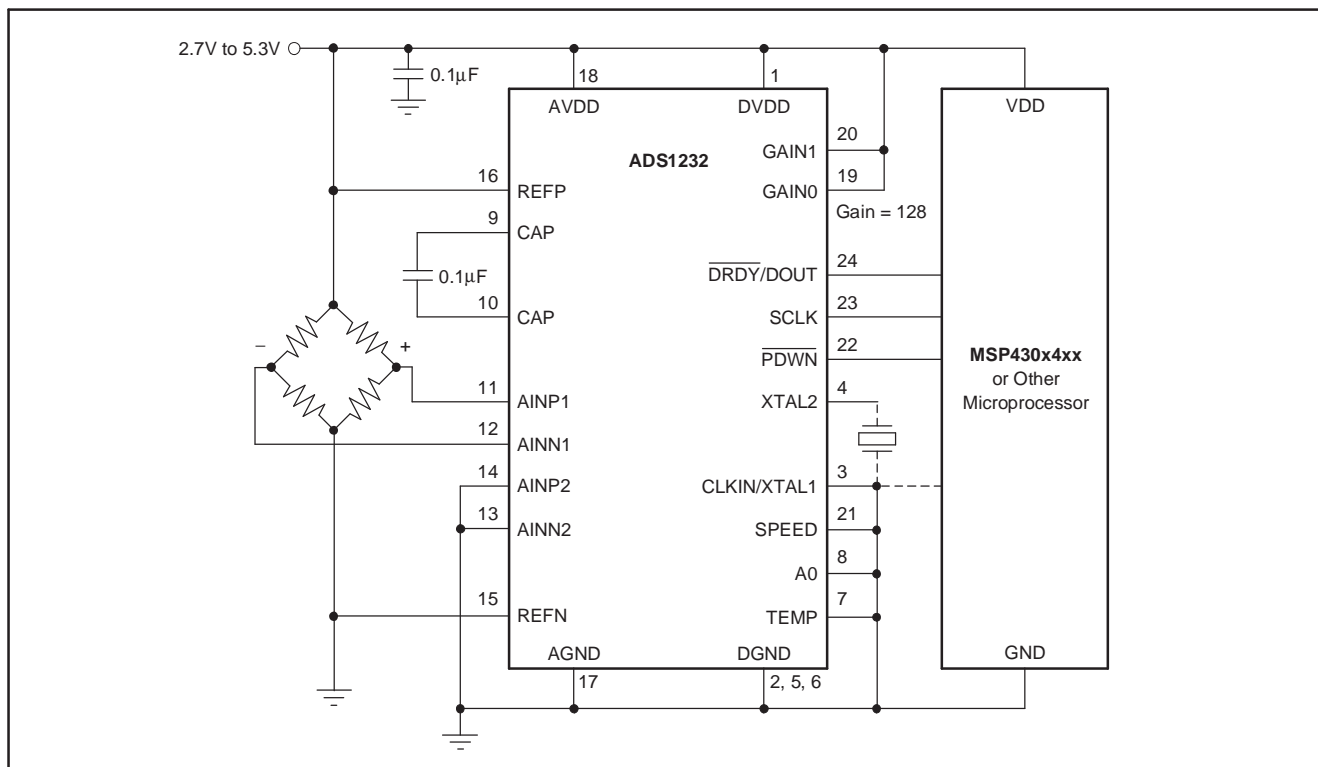 2.7V to 5.3V
0.1μF
18
1
AVDD
DVDD
VDD
ADS1232
20
GAIN1
19
GAIN0
Gain = 128
16
REFP
9
CAP
0.1μF
10
CAP
24
DRDY/DOUT
23
SCLK
22
PDWN
MSP430x4xx
or Other
Microprocessor
–
+
11
AINP1
12
AINN1
14
AINP2
13
AINN2
15
REFN
4
XTAL2
3
CLKIN/XTAL1
21
SPEED
8
A0
7
TEMP
AGND
DGND
GND
17
2, 5, 6